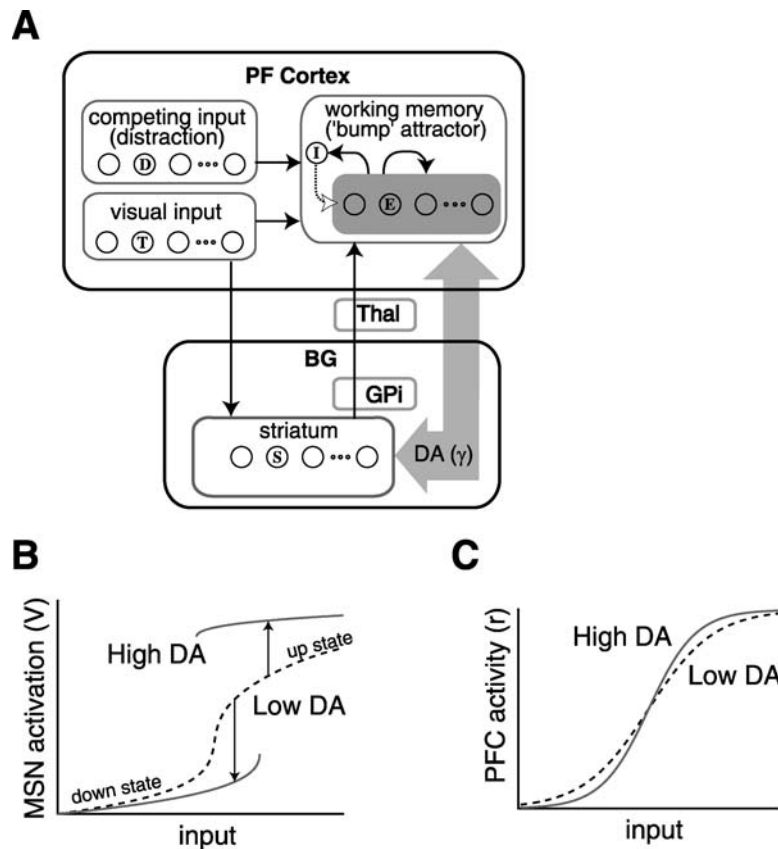 A
PF Cortex
competing input
(distraction)
D
visual input
T
working memory
('bump' attractor)
I
E
Thal
BG
GPi
striatum
S
DA (γ)
B
MSN activation (V)
High DA
up state
Low DA
down state
input
C
PFC activity (r)
High DA
Low DA
input